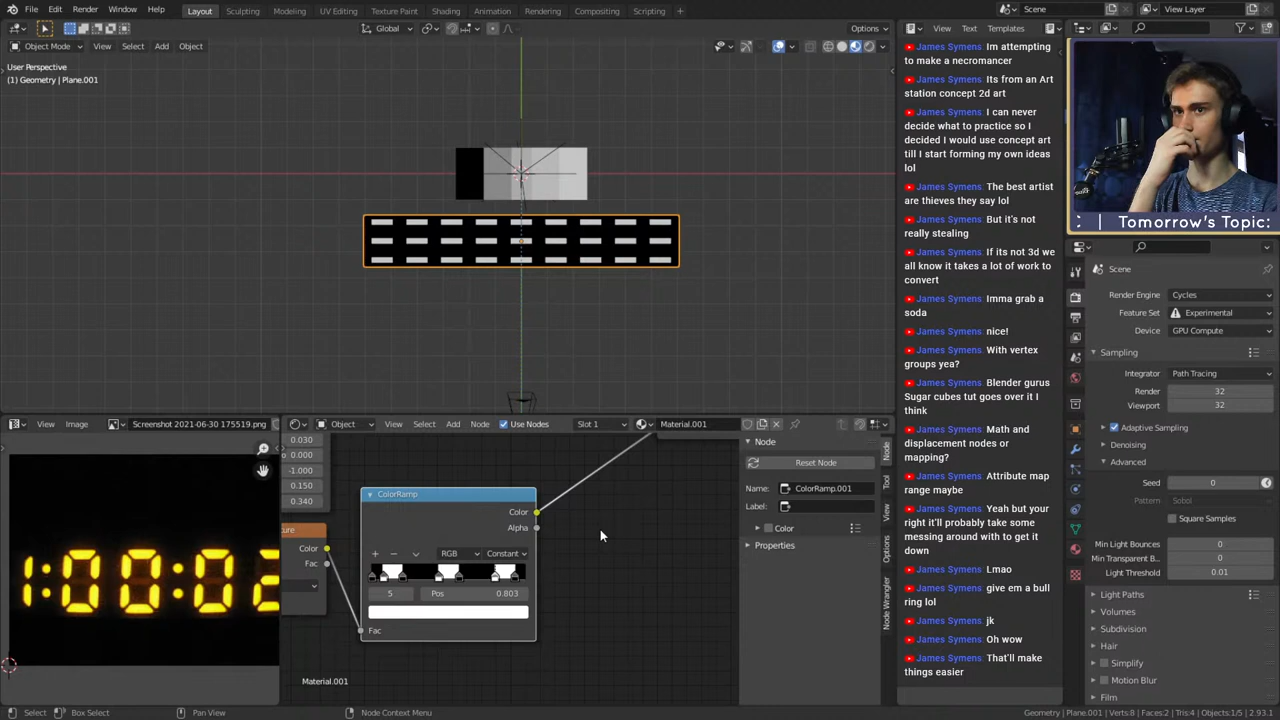 File Edit Render Window Help
Layout Sculpting Modeling UV Editing Texture Paint Shading Animation Rendering Compositing Scripting +
Scene
View Layer
Global
Options
Object Mode View Select Add Object
View Text Templates
User Perspective
(1) Geometry | Plane.001
James Symens: Im attempting
to make a necromancer
James Symens: Its from an Art
station concept 2d art
James Symens: I can never
decide what to practice so I
decided I would use concept art
till I start forming my own ideas
lol
James Symens: The best artist
are thieves they say lol
James Symens: But it's not
really stealing
James Symens: If its not 3d we
all know it takes a lot of work to
convert
James Symens: Imma grab a
soda
James Symens: nice!
James Symens: With vertex
groups yea?
James Symens: Blender gurus
Sugar cubes tut goes over it I
think
James Symens: Math and
displacement nodes or
mapping?
James Symens: Attribute map
range maybe
James Symens: Yeah but your
right it'll probably take some
messing around with to get it
down
James Symens: Lmao
James Symens: give em a bull
ring lol
James Symens: jk
James Symens: Oh wow
James Symens: That'll make
things easier
| Tomorrow's Topic:
Scene
Render Engine Cycles
Feature Set Experimental
Device GPU Compute
Sampling
Integrator Path Tracing
Render 32
Viewport 32
Adaptive Sampling
Denoising
Advanced
Seed 0
Pattern Sobol
Square Samples
Min Light Bounces 0
Min Transparent B... 0
Light Threshold 0.01
Light Paths
Volumes
Subdivision
Hair
Simplify
Motion Blur
Film
View Image Screenshot 2021-06-30 175519.png
1:00:02
Object View Select Add Node Use Nodes Slot 1 Material.001
0.030
0.000
-1.000
0.150
0.340
Color
Fac
ColorRamp
Color
Alpha
+ − RGB Constant
5 Pos 0.803
Fac
Material.001
Node
Reset Node
Name: ColorRamp.001
Label:
Color
Properties
Node
Tool
View
Options
Node Wrangler
Select Box Select Pan View Node Context Menu
Geometry | Plane.001 | Verts:8 | Faces:2 | Tris:4 | Objects:1/5 | 2.93.1